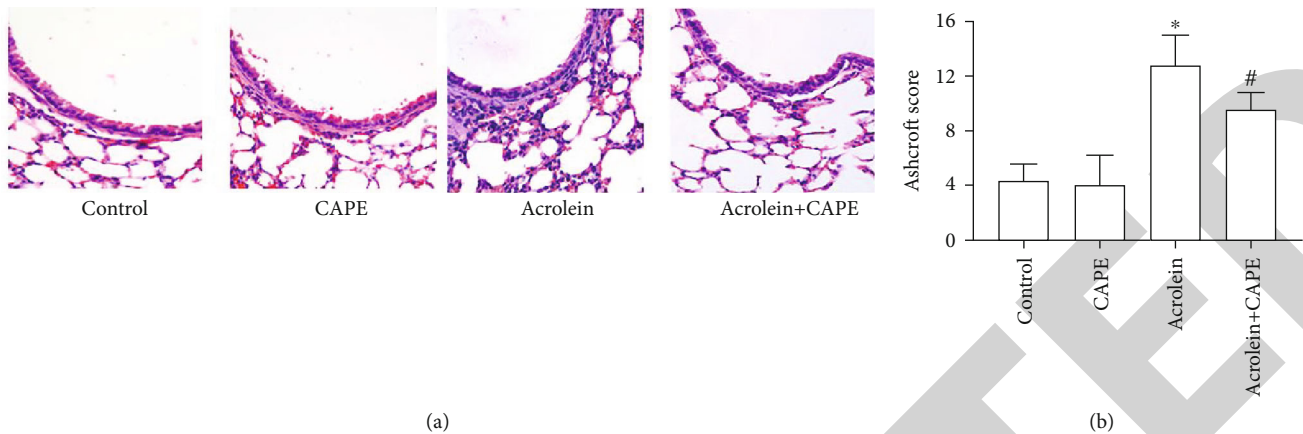 Control
CAPE
Acrolein
Acrolein+CAPE
(a)
Ashcroft score
16
12
8
4
0
*
#
Control
CAPE
Acrolein
Acrolein+CAPE
(b)